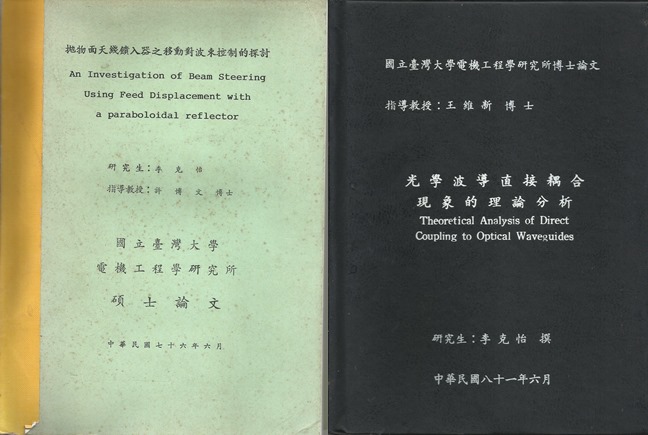 拋物面天綫鑽入器之移動對波束控制的探討
An Investigation of Beam Steering
Using Feed Displacement with
a paraboloidal reflector
研究生：李克怡
指導教授：許博文 博士
國立臺灣大學
電機工程學研究所
碩士論文
中華民國七十六年六月
國立臺灣大學電機工程學研究所博士論文
指導教授：王維新 博士
光學波導直接耦合
現象的理論分析
Theoretical Analysis of Direct
Coupling to Optical Waveguides
研究生：李克怡 撰
中華民國八十一年六月